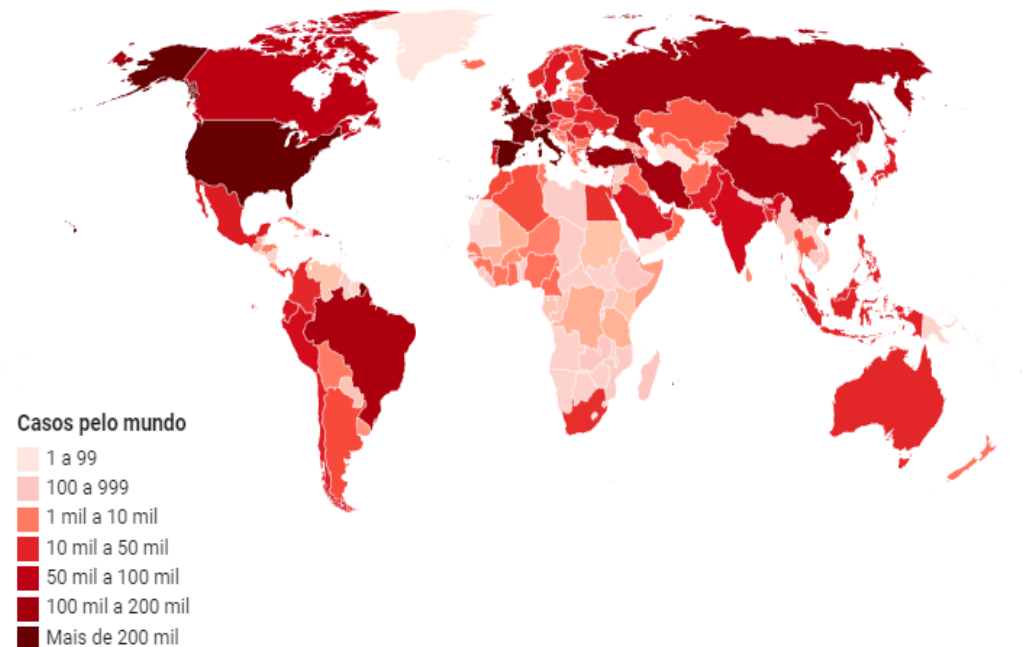 Casos pelo mundo
1 a 99
100 a 999
1 mil a 10 mil
10 mil a 50 mil
50 mil a 100 mil
100 mil a 200 mil
Mais de 200 mil